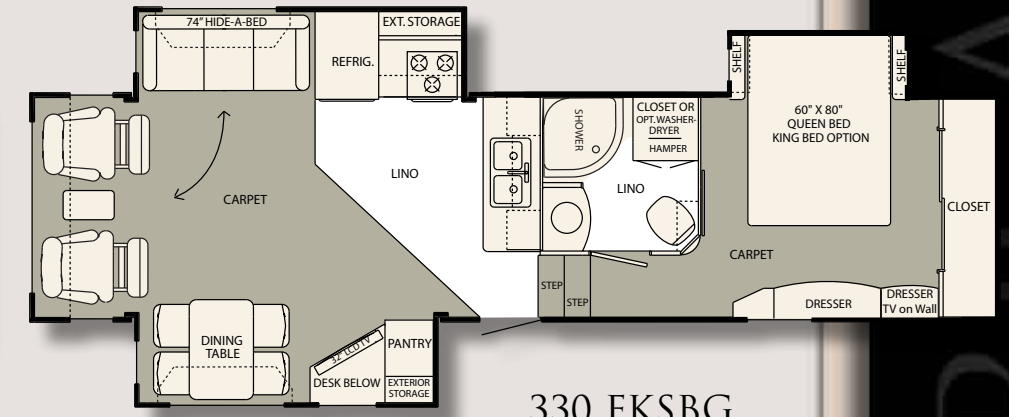 74" HIDE-A-BED
EXT. STORAGE
REFRIG.
SHELF
SHELF
60" X 80"
QUEEN BED
KING BED OPTION
CLOSET OR
OPT. WASHER-
DRYER
HAMPER
SHOWER
LINO
LINO
CARPET
CLOSET
CARPET
STEP
STEP
DRESSER
DRESSER
TV on Wall
DINING
TABLE
32" LCD TV
DESK BELOW
PANTRY
EXTERIOR
STORAGE
330 FKSBG